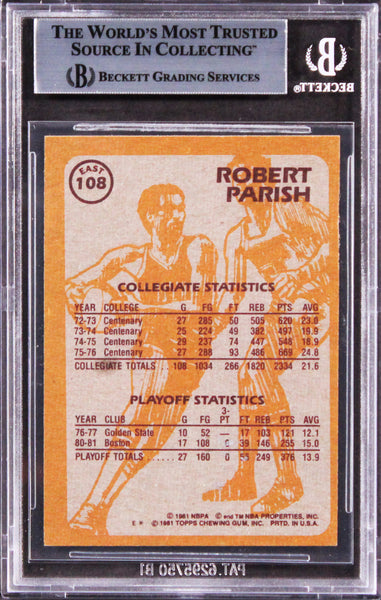 THE WORLD'S MOST TRUSTED
SOURCE IN COLLECTING™
BECKETT GRADING SERVICES
BECKETT
EAST
108
ROBERT
PARISH
COLLEGIATE STATISTICS
YEAR COLLEGE G FG FT REB PTS AVG
72-73 Centenary 27 285 50 505 620 23.0
73-74 Centenary 25 224 49 382 497 19.9
74-75 Centenary 29 237 74 447 548 18.9
75-76 Centenary 27 288 93 486 669 24.8
COLLEGIATE TOTALS . . 108 1034 266 1820 2334 21.6
PLAYOFF STATISTICS
YEAR CLUB G FG 3-PT FT REB PTS AVG
76-77 Golden State 10 52 — 17 103 121 12.1
80-81 Boston 17 108 0 39 146 255 15.0
PLAYOFF TOTALS . . . . 27 160 0 56 249 376 13.9
© 1981 NBPA © and TM NBA PROPERTIES, INC.
© 1981 TOPPS CHEWING GUM, INC. PRTD. IN U.S.A.
PAT. 6295750 B1